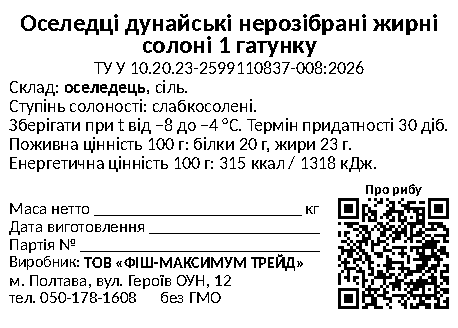 Оселедці дунайські нерозібрані жирні
солоні 1 гатунку
ТУ У 10.20.23-2599110837-008:2026
Склад: оселедець, сіль.
Ступінь солоності: слабкосолені.
Зберігати при t від −8 до −4 °С. Термін придатності 30 діб.
Поживна цінність 100 г: білки 20 г, жири 23 г.
Енергетична цінність 100 г: 315 ккал / 1318 кДж.
Про рибу
Маса нетто ______________ кг
Дата виготовлення ______________
Партія № ______________
Виробник: ТОВ «ФІШ-МАКСИМУМ ТРЕЙД»
м. Полтава, вул. Героїв ОУН, 12
тел. 050-178-1608 без ГМО